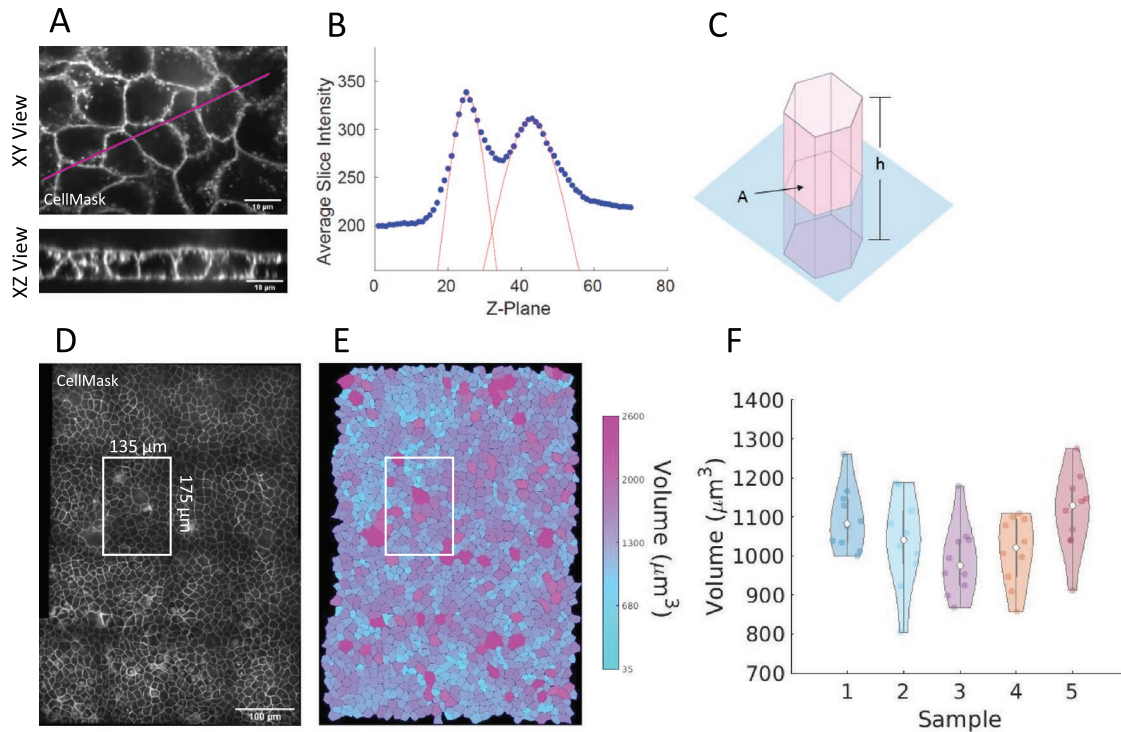 A
XY View
CellMask
10 μm
XZ View
10 μm
B
Average Slice Intensity
350
300
250
200
0
20
40
60
80
Z-Plane
C
A
h
D
CellMask
135 μm
175 μm
100 μm
E
2600
2000
1300
680
35
Volume (μm³)
F
Volume (μm³)
1400
1300
1200
1100
1000
900
800
700
1
2
3
4
5
Sample